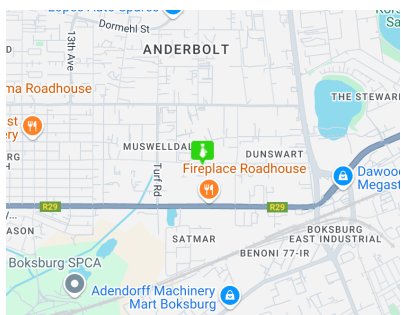 Dormehl St
13th Ave
ANDERBOLT
ma Roadhouse
THE STEWAR
MUSWELLDAL
DUNSWART
Fireplace Roadhouse
Dawoo
Megast
Turf Rd
R29
R29
SATMAR
BOKSBURG
EAST INDUSTRIAL
BENONI 77-IR
Boksburg SPCA
Adendorff Machinery
Mart Boksburg